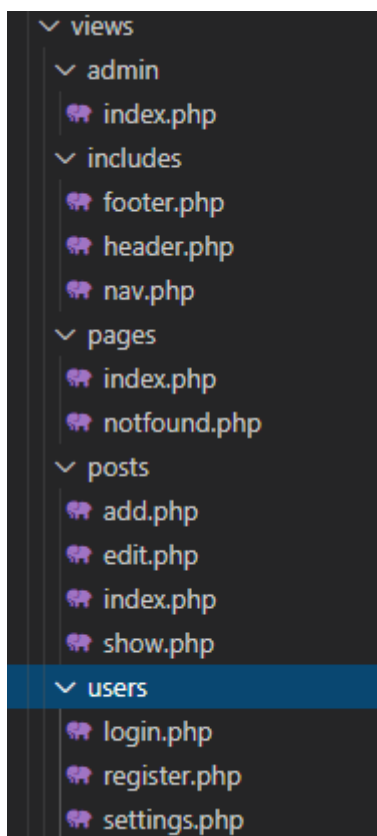 views
admin
index.php
includes
footer.php
header.php
nav.php
pages
index.php
notfound.php
posts
add.php
edit.php
index.php
show.php
users
login.php
register.php
settings.php